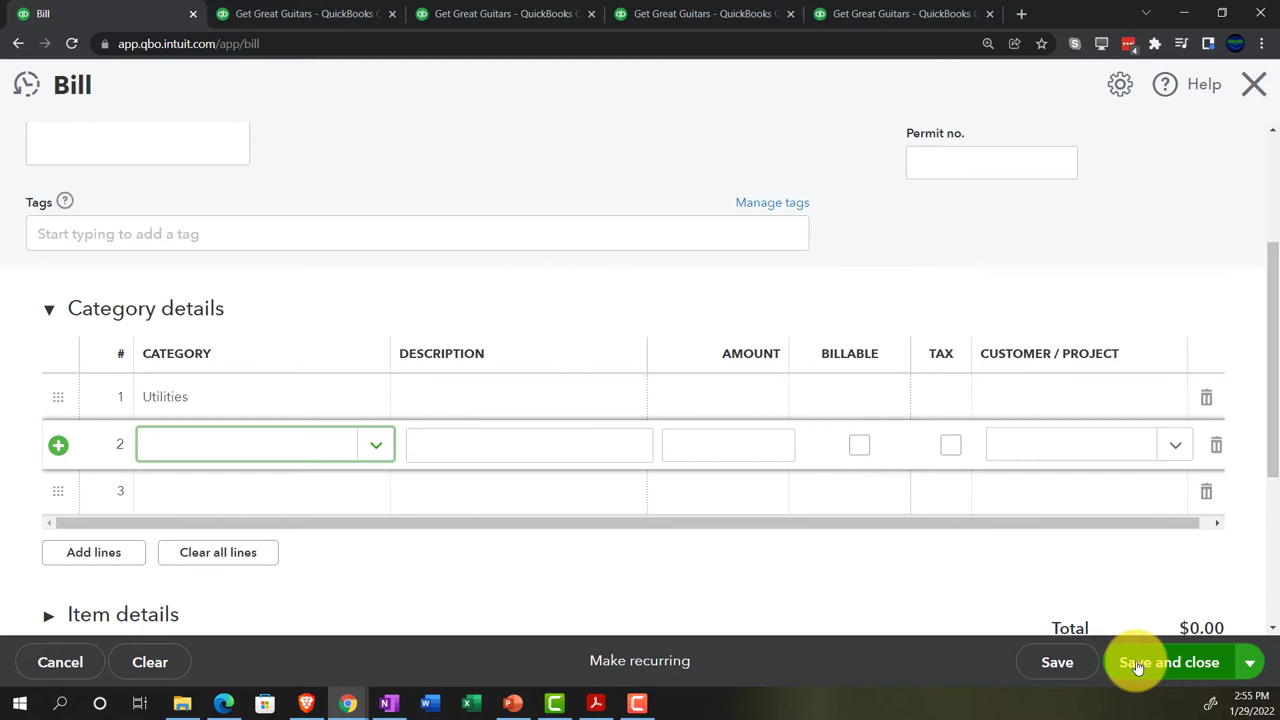 Bill
Get Great Guitars - QuickBooks O
Get Great Guitars - QuickBooks O
Get Great Guitars - QuickBooks O
Get Great Guitars - QuickBooks O
app.qbo.intuit.com/app/bill
4
Bill
Help
Permit no.
Tags
Manage tags
Start typing to add a tag
Category details
# CATEGORY DESCRIPTION AMOUNT BILLABLE TAX CUSTOMER / PROJECT
1 Utilities
2
3
Add lines Clear all lines
Item details
Total $0.00
Cancel Clear Make recurring Save Save and close
2:55 PM
1/29/2022